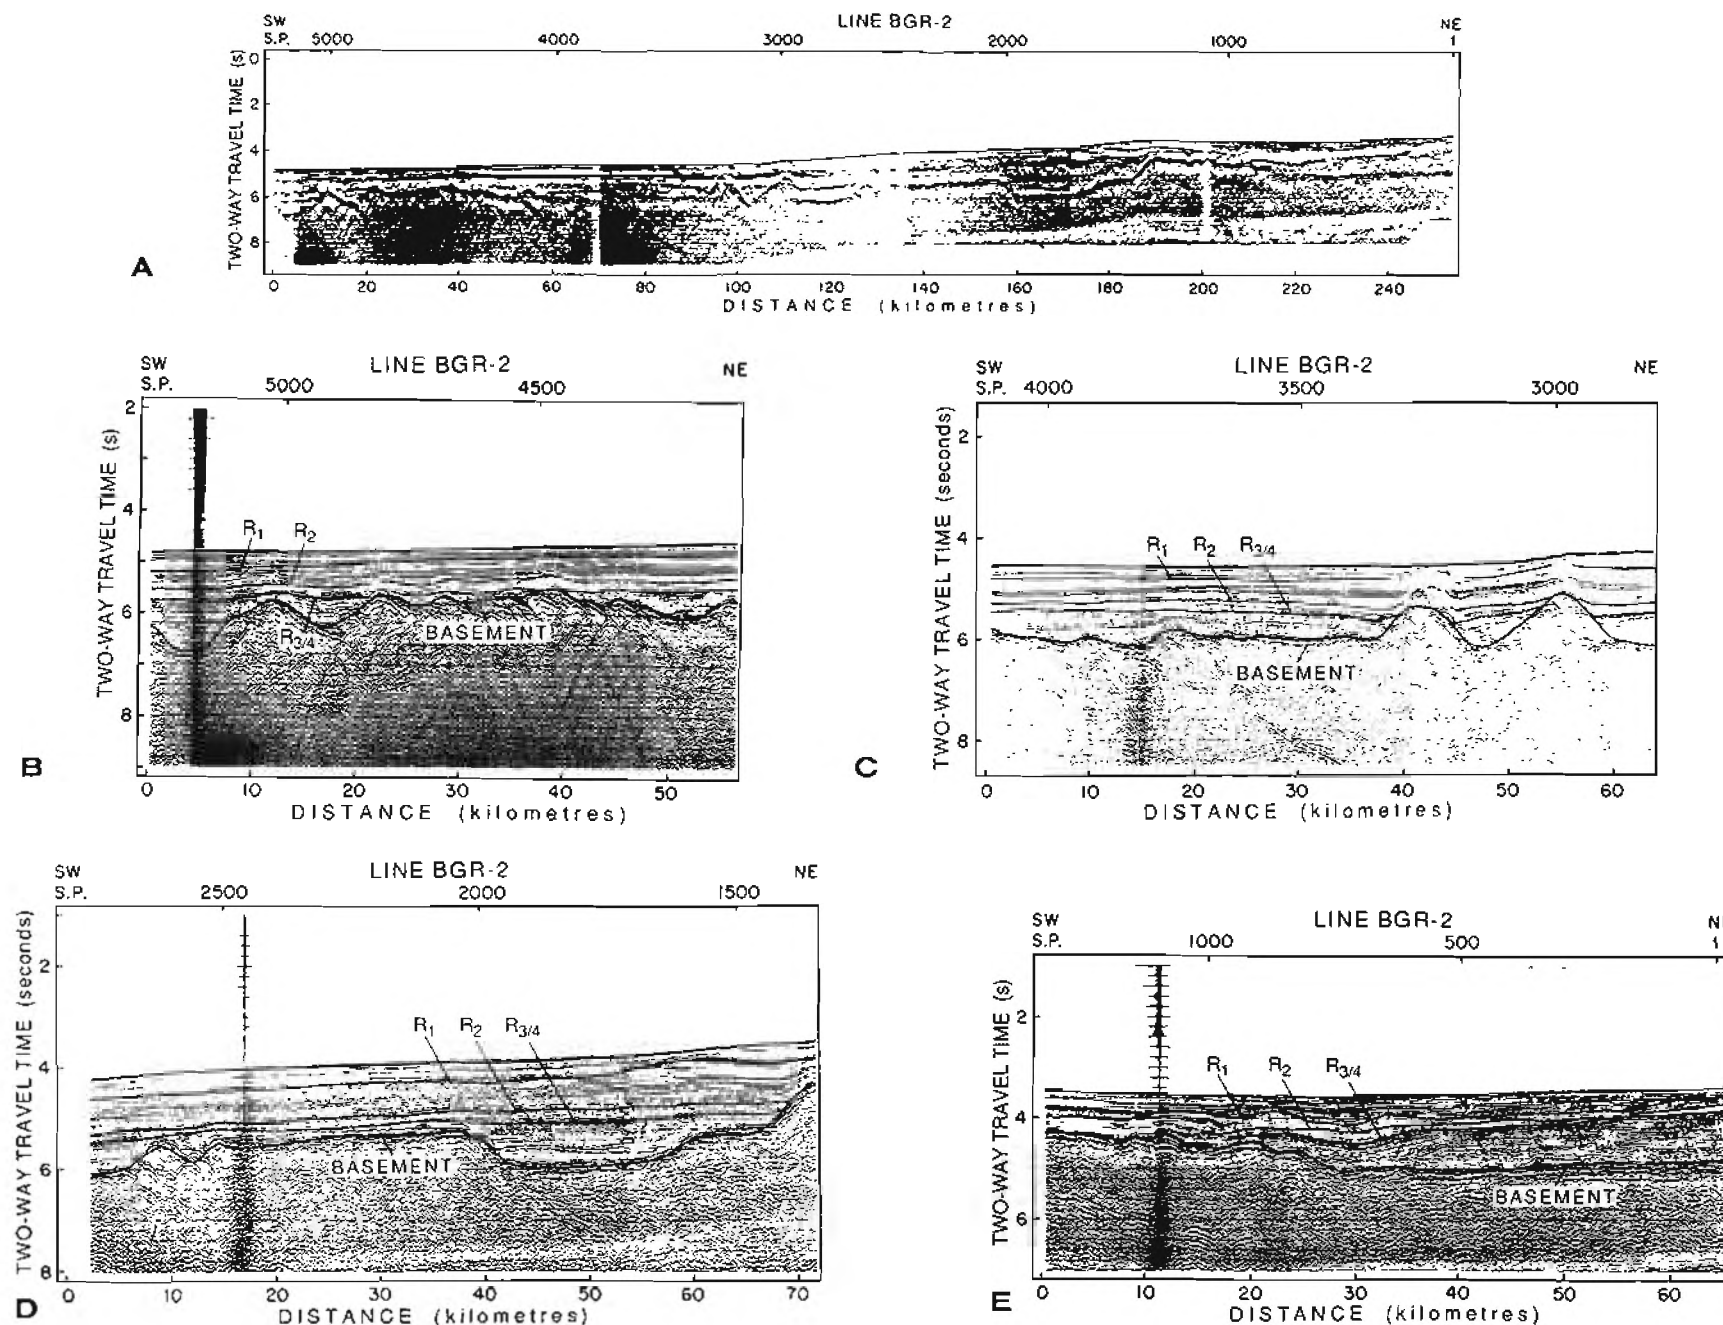 SW LINE BGR-2 NE
S.P. 5000 4000 3000 2000 1000 1
TWO-WAY TRAVEL TIME (s)
0
2
4
6
8
A
0 20 40 60 80 100 120 140 160 180 200 220 240
DISTANCE (kilometres)
SW LINE BGR-2 NE
S.P. 5000 4500
TWO-WAY TRAVEL TIME (s)
2
4
R1 R2
6
R3/4 BASEMENT
8
B
0 10 20 30 40 50
DISTANCE (kilometres)
SW LINE BGR-2 NE
S.P. 4000 3500 3000
TWO-WAY TRAVEL TIME (seconds)
2
4
R1 R2 R3/4
6
BASEMENT
8
C
0 10 20 30 40 50 60
DISTANCE (kilometres)
SW LINE BGR-2 NE
S.P. 2500 2000 1500
TWO-WAY TRAVEL TIME (seconds)
2
R1 R2 R3/4
4
6 BASEMENT
8
D
0 10 20 30 40 50 60 70
DISTANCE (kilometres)
SW LINE BGR-2 N
S.P. 1000 500 1
TWO-WAY TRAVEL TIME (s)
2
R1 R2 R3/4
4
BASEMENT
6
E
0 10 20 30 40 50 60
DISTANCE (kilometres)